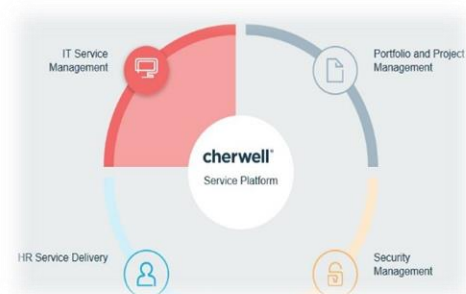 IT Service
Management
Portfolio and Project
Management
cherwell
Service Platform
HR Service Delivery
Security
Management